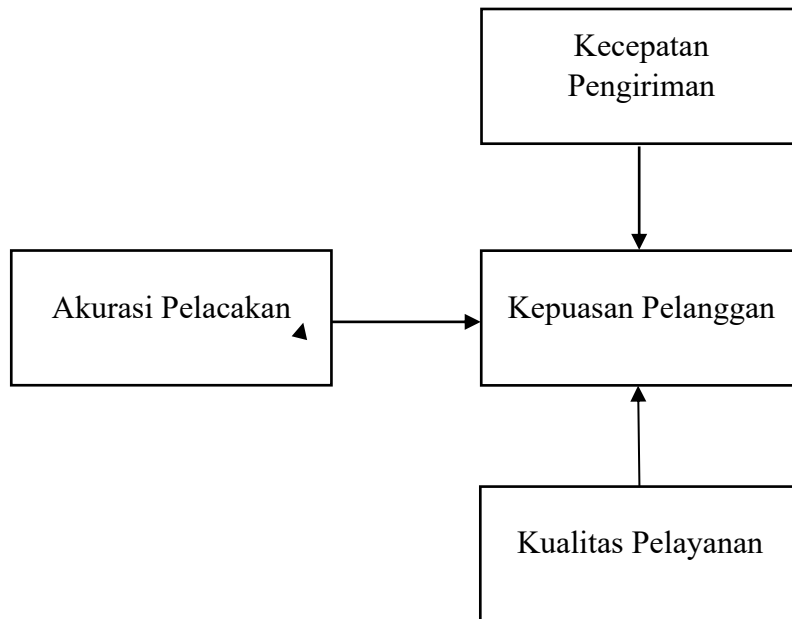 Kecepatan
Pengiriman
Akurasi Pelacakan
Kepuasan Pelanggan
Kualitas Pelayanan